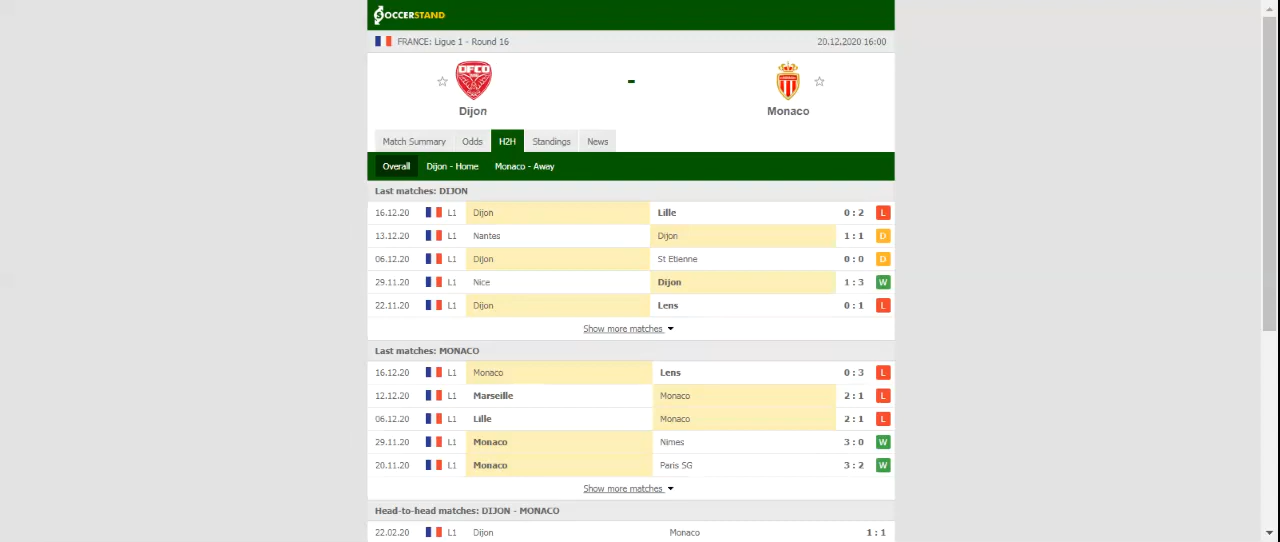 SOCCERSTAND
FRANCE: Ligue 1 - Round 16 20.12.2020 16:00
DFCO
-
Dijon Monaco
Match Summary Odds H2H Standings News
Overall Dijon - Home Monaco - Away
Last matches: DIJON
16.12.20 L1 Dijon Lille 0 : 2 L
13.12.20 L1 Nantes Dijon 1 : 1 D
06.12.20 L1 Dijon St Etienne 0 : 0 D
29.11.20 L1 Nice Dijon 1 : 3 W
22.11.20 L1 Dijon Lens 0 : 1 L
Show more matches
Last matches: MONACO
16.12.20 L1 Monaco Lens 0 : 3 L
12.12.20 L1 Marseille Monaco 2 : 1 L
06.12.20 L1 Lille Monaco 2 : 1 L
29.11.20 L1 Monaco Nimes 3 : 0 W
20.11.20 L1 Monaco Paris SG 3 : 2 W
Show more matches
Head-to-head matches: DIJON - MONACO
22.02.20 L1 Dijon Monaco 1 : 1